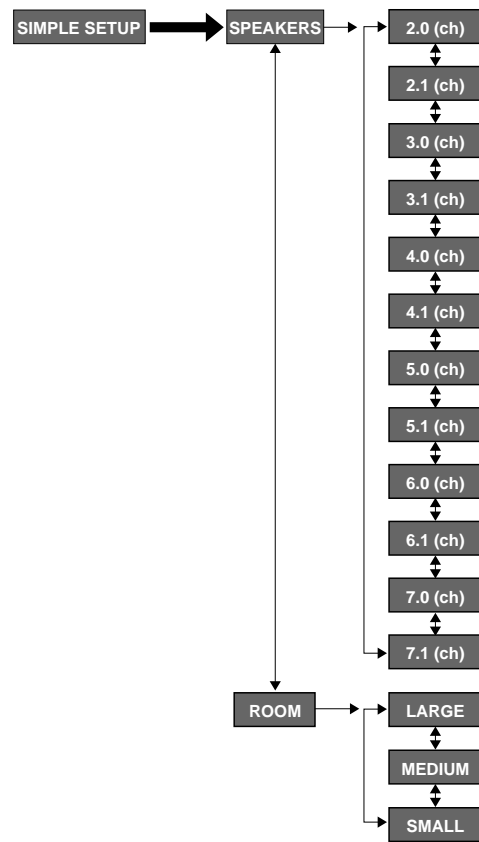 SIMPLE SETUP
SPEAKERS
2.0 (ch)
2.1 (ch)
3.0 (ch)
3.1 (ch)
4.0 (ch)
4.1 (ch)
5.0 (ch)
5.1 (ch)
6.0 (ch)
6.1 (ch)
7.0 (ch)
7.1 (ch)
ROOM
LARGE
MEDIUM
SMALL